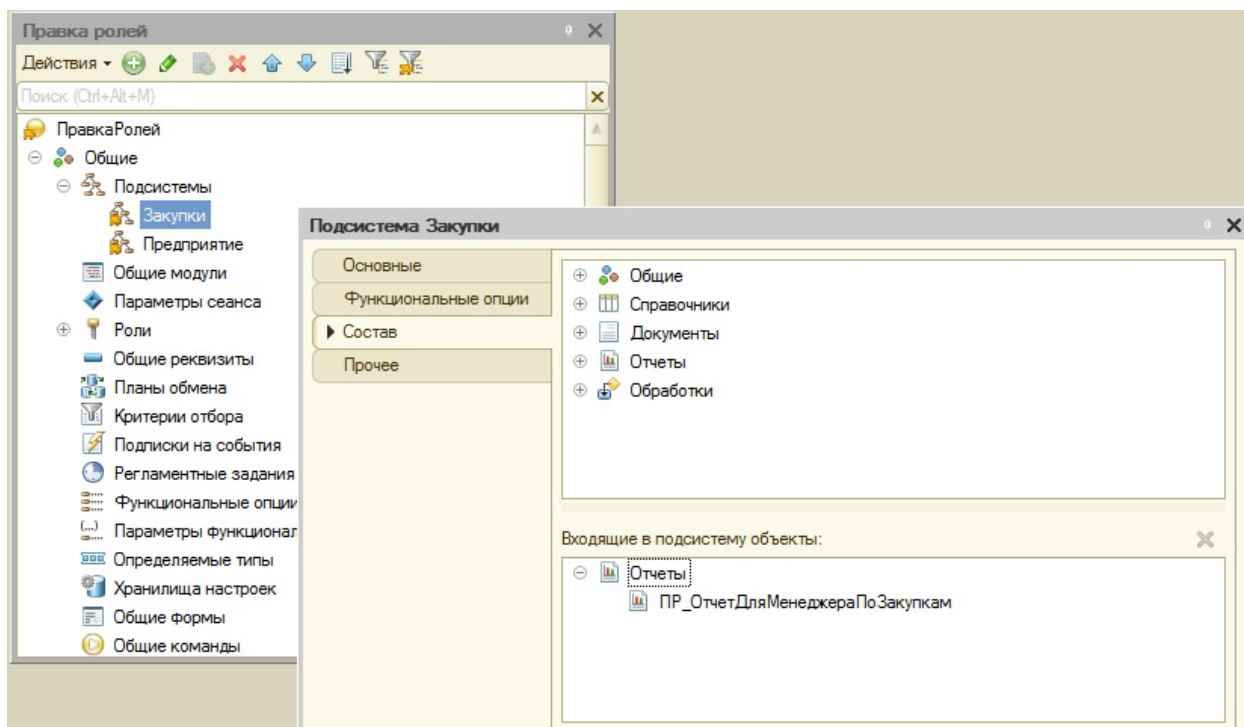 Правка ролей
Действия
Поиск (Ctrl+Alt+M)
ПравкаРолей
Общие
Подсистемы
Закупки
Предприятие
Общие модули
Параметры сеанса
Роли
Общие реквизиты
Планы обмена
Критерии отбора
Подписки на события
Регламентные задания
Функциональные опции
Параметры функционал
Определяемые типы
Хранилища настроек
Общие формы
Общие команды
Подсистема Закупки
Основные
Функциональные опции
Состав
Прочее
Общие
Справочники
Документы
Отчеты
Обработки
Входящие в подсистему объекты:
Отчеты
ПР_ОтчетДляМенеджераПоЗакупкам